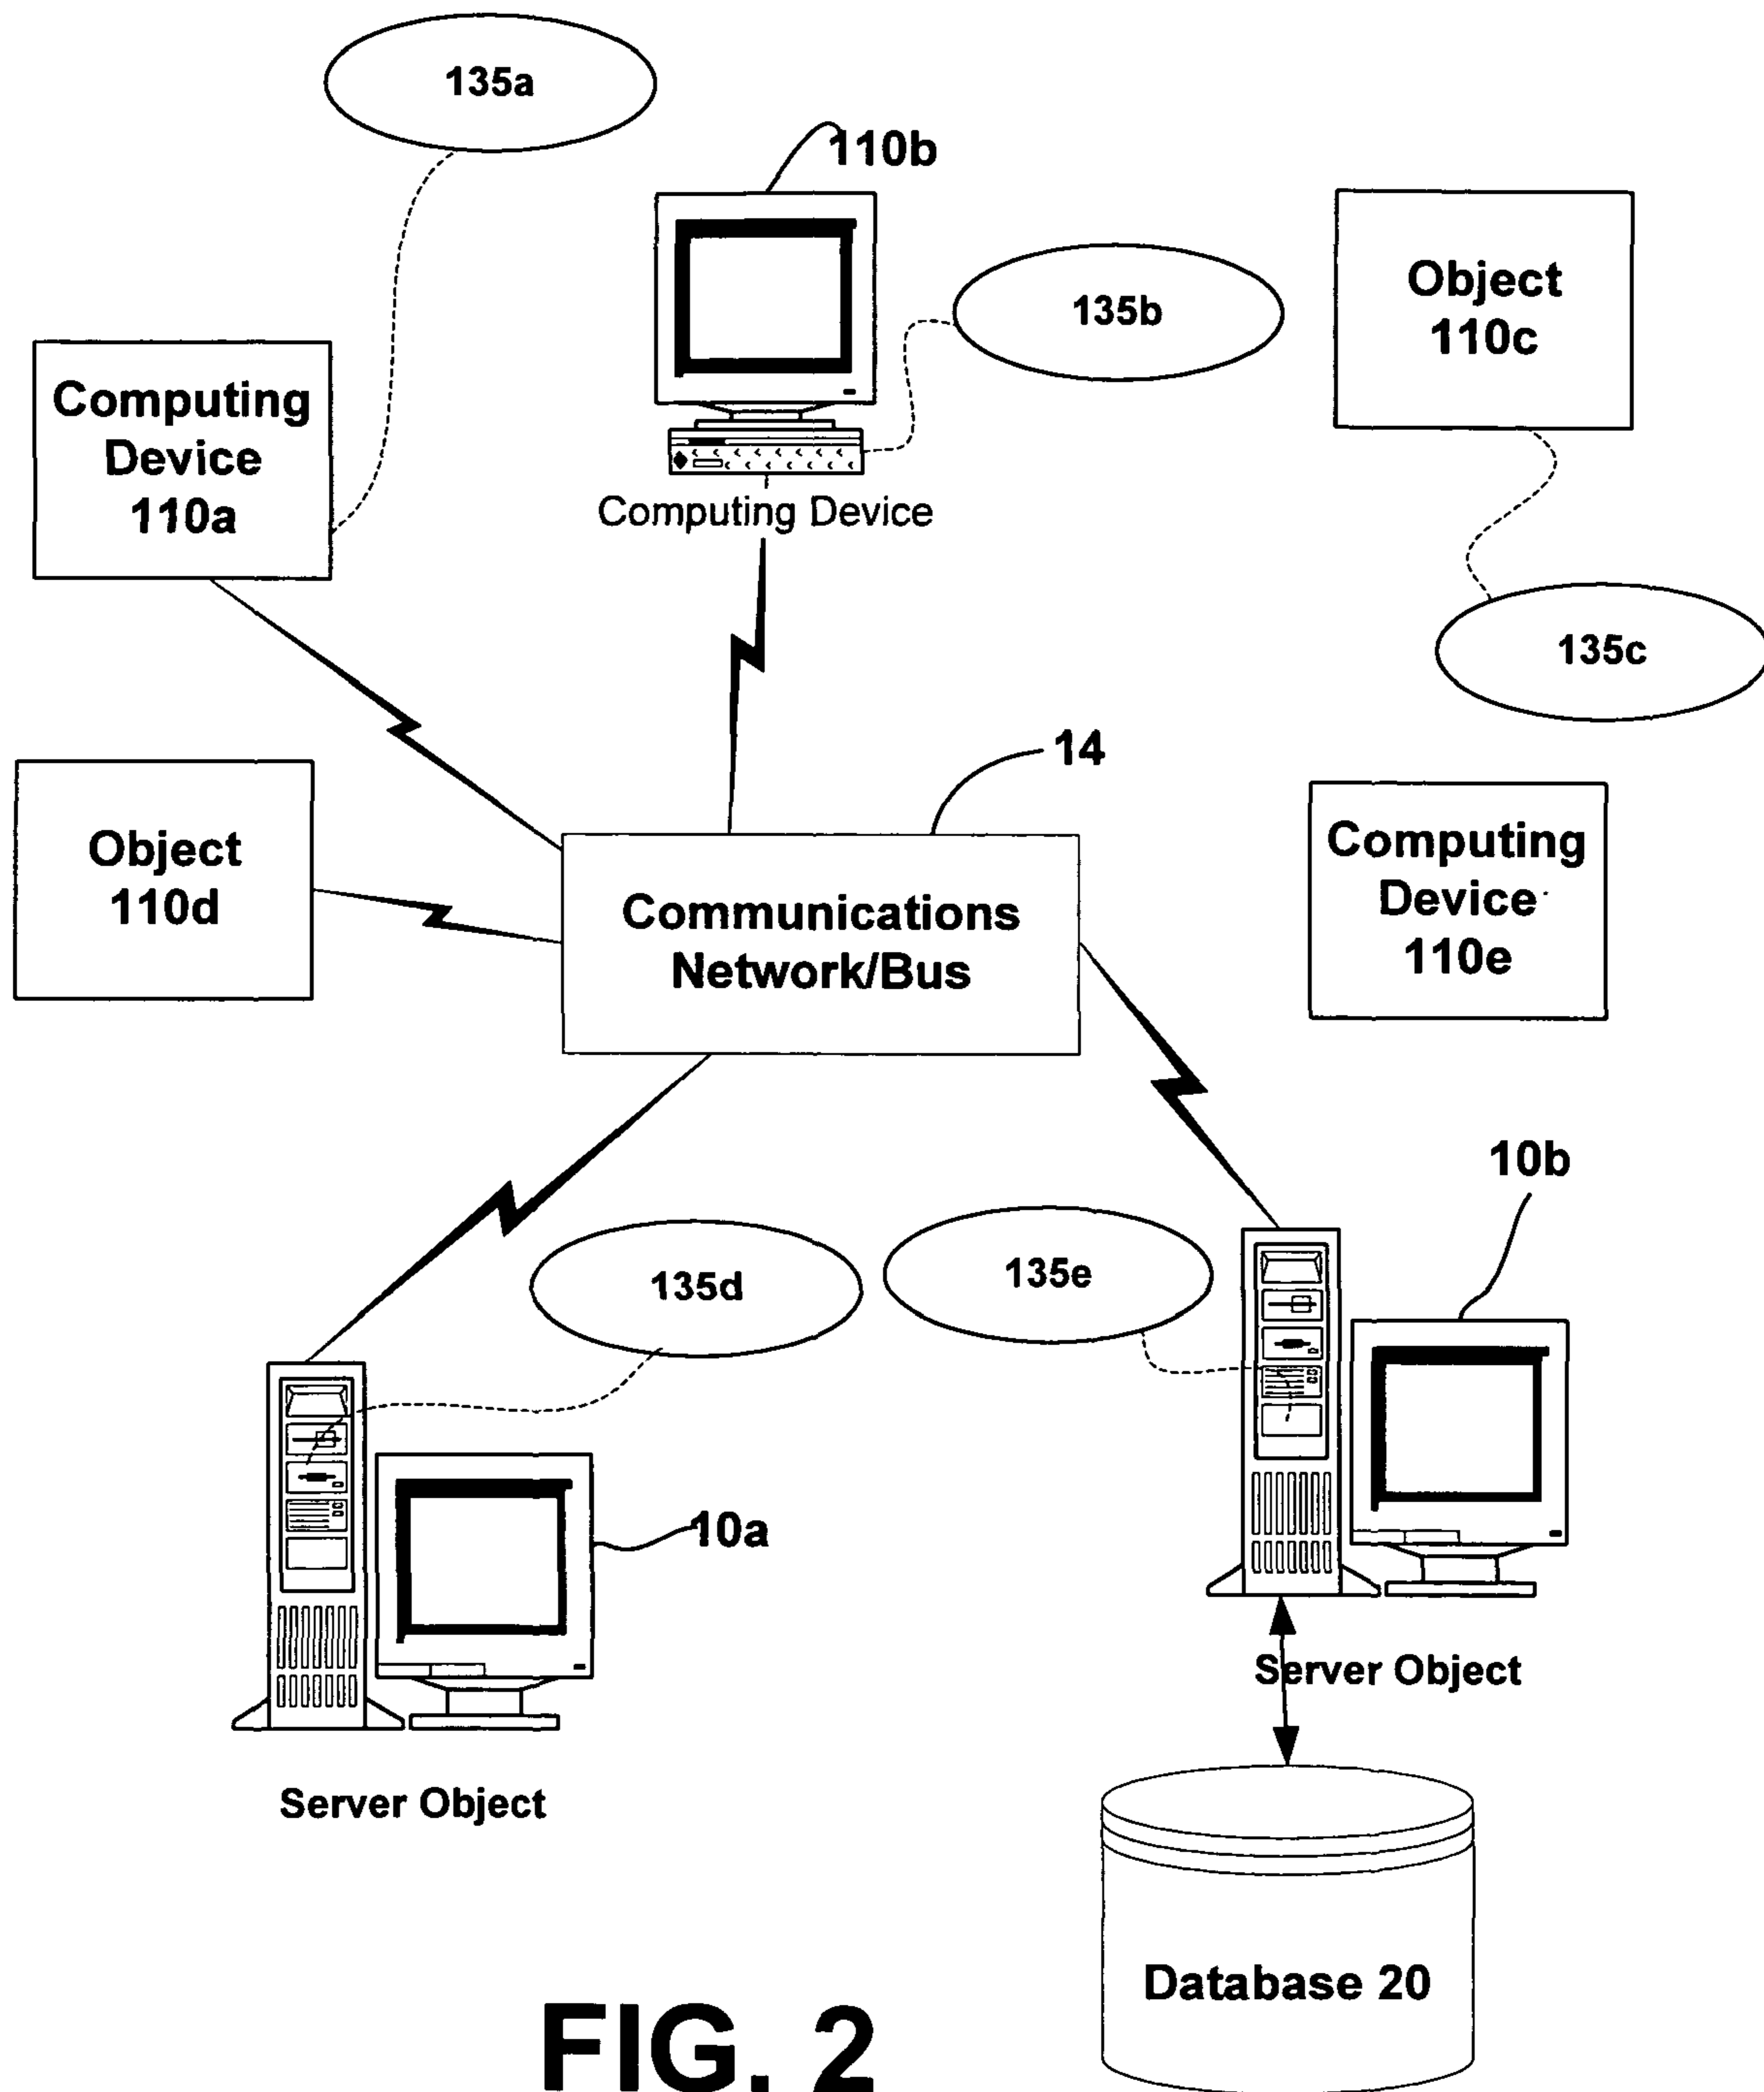 135a
110b
Object
110c
135b
Computing
Device
110a
Computing Device
135c
14
Object
110d
Communications
Network/Bus
Computing
Device
110e
10b
135d
135e
10a
Server Object
Server Object
Database 20
FIG. 2